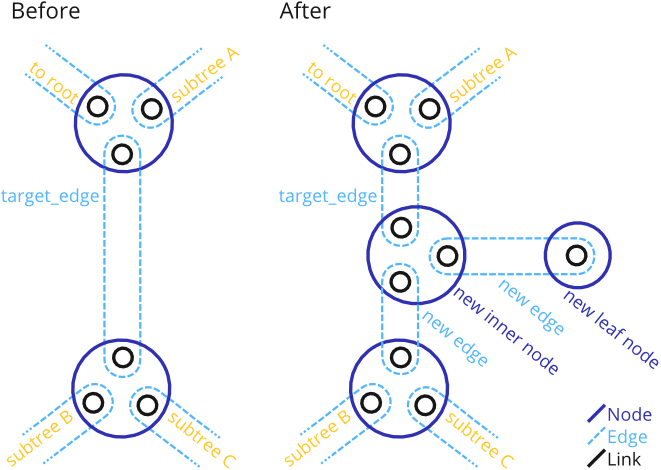 Before
After
to root
subtree A
to root
subtree A
target_edge
target_edge
new edge
new inner node
new edge
new leaf node
subtree B
subtree C
subtree B
subtree C
Node
Edge
Link